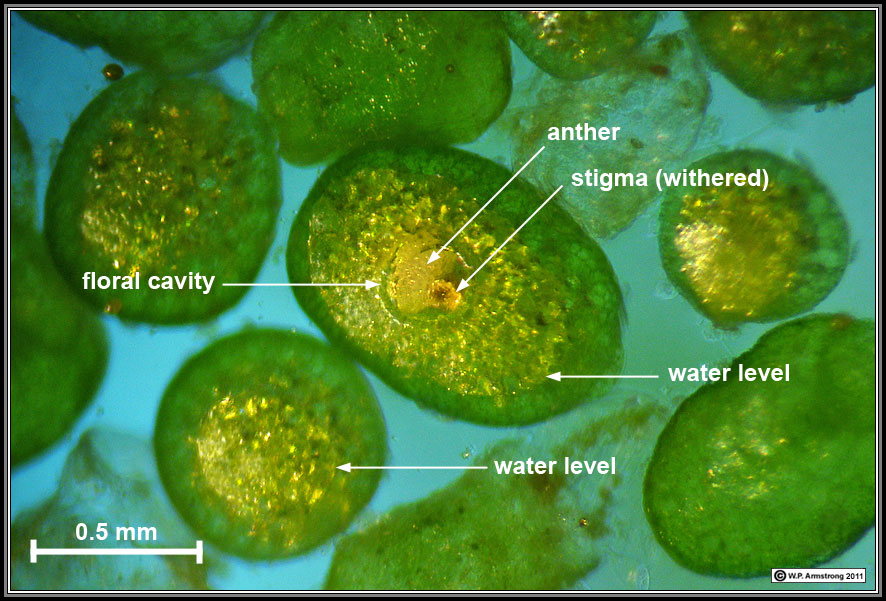 anther
stigma (withered)
floral cavity
water level
water level
0.5 mm
© W.P. Armstrong 2011